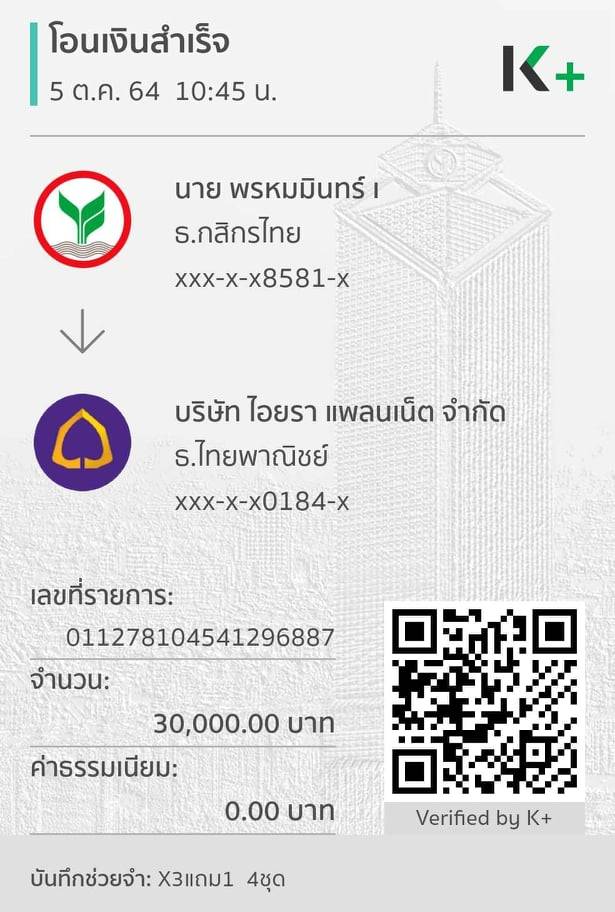 โอนเงินสำเร็จ
5 ต.ค. 64 10:45 น.
K+
นาย พรหมมินทร์ เ
ธ.กสิกรไทย
xxx-x-x8581-x
บริษัท ไอยรา แพลนเน็ต จำกัด
ธ.ไทยพาณิชย์
xxx-x-x0184-x
เลขที่รายการ:
011278104541296887
จำนวน:
30,000.00 บาท
ค่าธรรมเนียม:
0.00 บาท
Verified by K+
บันทึกช่วยจำ: X3แถม1 4ชุด